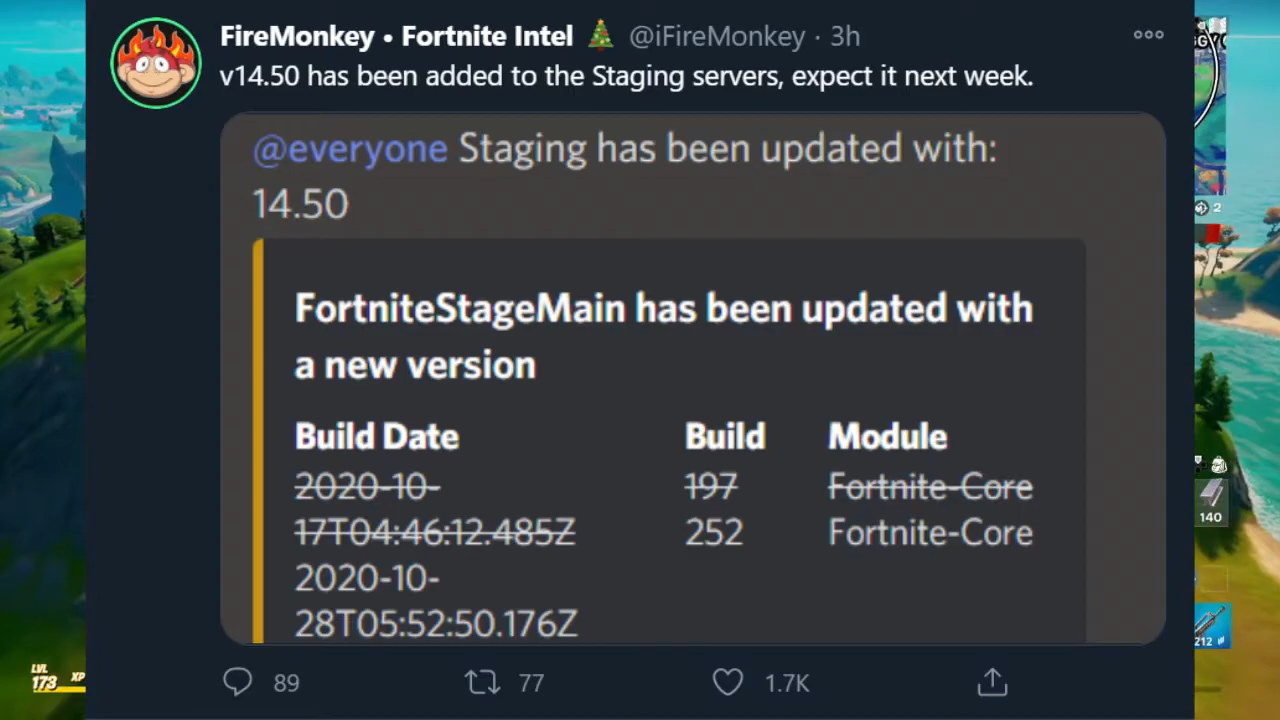 FireMonkey • Fortnite Intel 🎄 @iFireMonkey · 3h
v14.50 has been added to the Staging servers, expect it next week.
@everyone Staging has been updated with:
14.50
FortniteStageMain has been updated with
a new version
Build Date Build Module
2020-10- 197 Fortnite-Core
17T04:46:12.485Z 252 Fortnite-Core
2020-10-
28T05:52:50.176Z
89 77 1.7K
2
140
212
LVL
173 XP